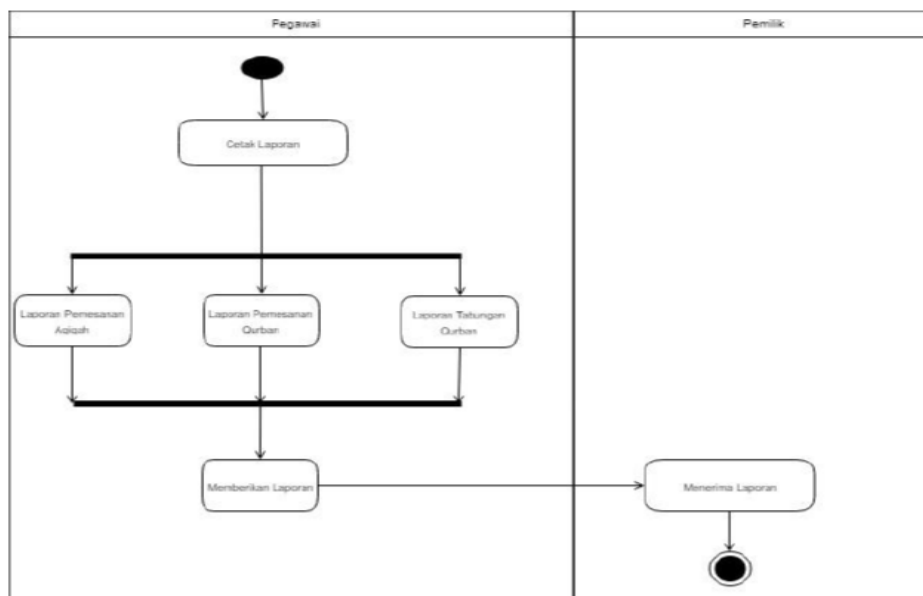 Pegawai
Pemilik
Cetak Laporan
Laporan Pemesanan
Aqiqah
Laporan Pemesanan
Qurban
Laporan Tabungan
Qurban
Memberikan Laporan
Menerima Laporan